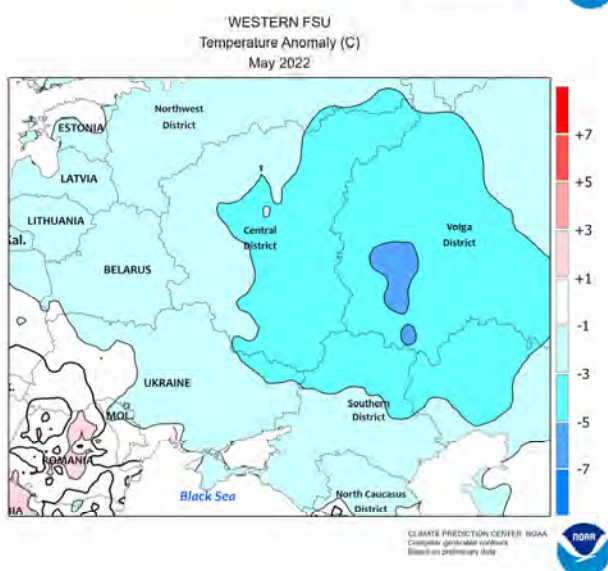 WESTERN FSU
Temperature Anomaly (C)
May 2022
Northwest
District
ESTONIA
LATVIA
LITHUANIA
Kal.
BELARUS
Central
District
Volga
District
UKRAINE
MOL
ROMANIA
Southern
District
Black Sea
North Caucasus
District
+7
+5
+3
+1
-1
-3
-5
-7
CLIMATE PREDICTION CENTER NOAA
Computer generated contours
Based on preliminary data
NOAA